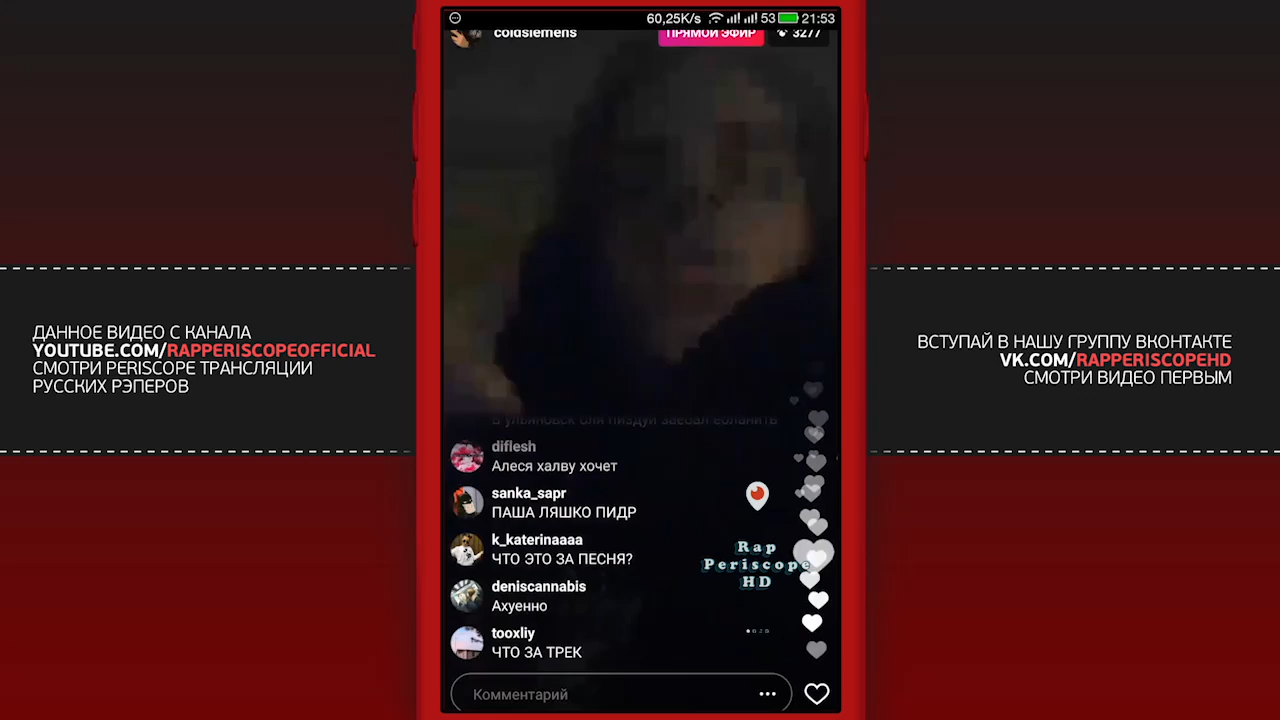 60,25K/s 53 21:53
coldsiemens
ПРЯМОЙ ЭФИР 3277
ДАННОЕ ВИДЕО С КАНАЛА
YOUTUBE.COM/RAPPERISCOPEOFFICIAL
СМОТРИ PERISCOPE ТРАНСЛЯЦИИ
РУССКИХ РЭПЕРОВ
ВСТУПАЙ В НАШУ ГРУППУ ВКОНТАКТЕ
VK.COM/RAPPERISCOPEHD
СМОТРИ ВИДЕО ПЕРВЫМ
diflesh
Алеся халву хочет
sanka_sapr
ПАША ЛЯШКО ПИДР
k_katerinaaaa
ЧТО ЭТО ЗА ПЕСНЯ?
deniscannabis
Ахуенно
tooxliy
ЧТО ЗА ТРЕК
Rap
Periscope
HD
Комментарий